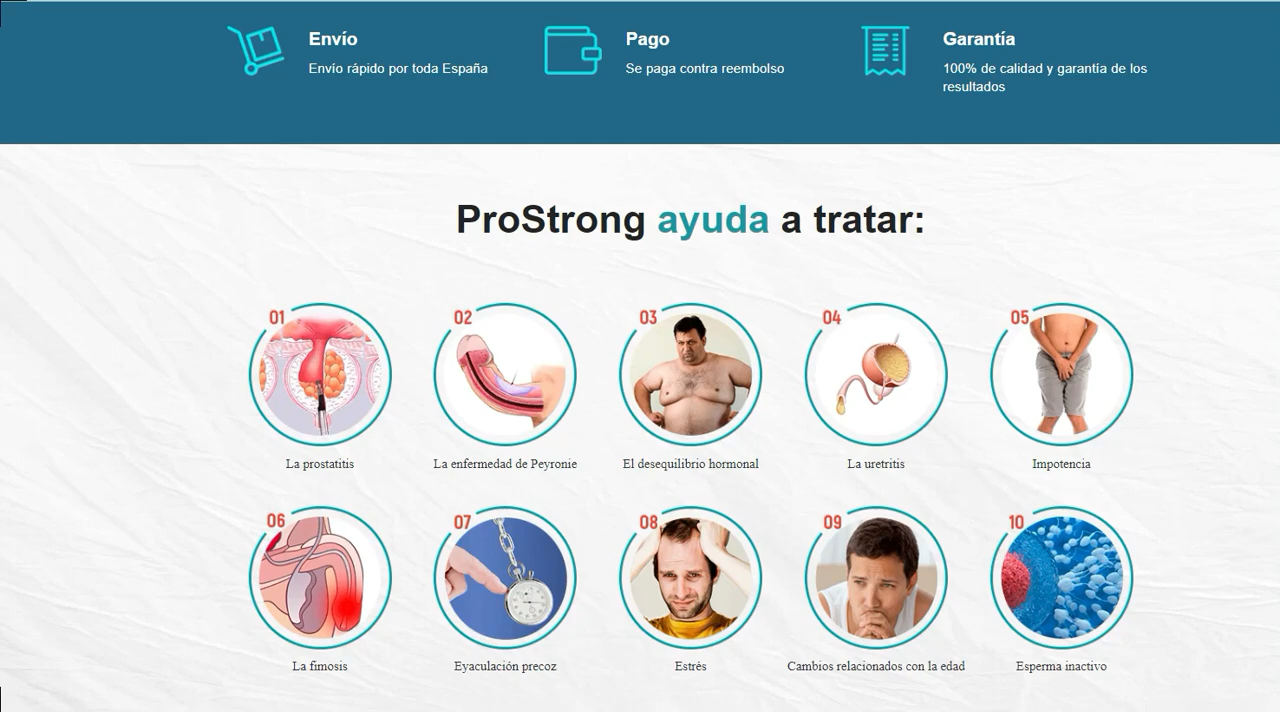 Envío
Envío rápido por toda España
Pago
Se paga contra reembolso
Garantía
100% de calidad y garantía de los
resultados
ProStrong ayuda a tratar:
01
La prostatitis
02
La enfermedad de Peyronie
03
El desequilibrio hormonal
04
La uretritis
05
Impotencia
06
La fimosis
07
Eyaculación precoz
08
Estrés
09
Cambios relacionados con la edad
10
Esperma inactivo